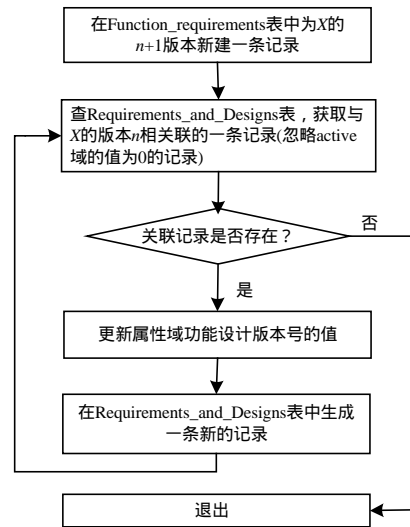 在Function_requirements表中为X的
n+1版本新建一条记录
查Requirements_and_Designs表，获取与
X的版本n相关联的一条记录(忽略active
域的值为0的记录)
关联记录是否存在？
否
是
更新属性域功能设计版本号的值
在Requirements_and_Designs表中生成
一条新的记录
退出